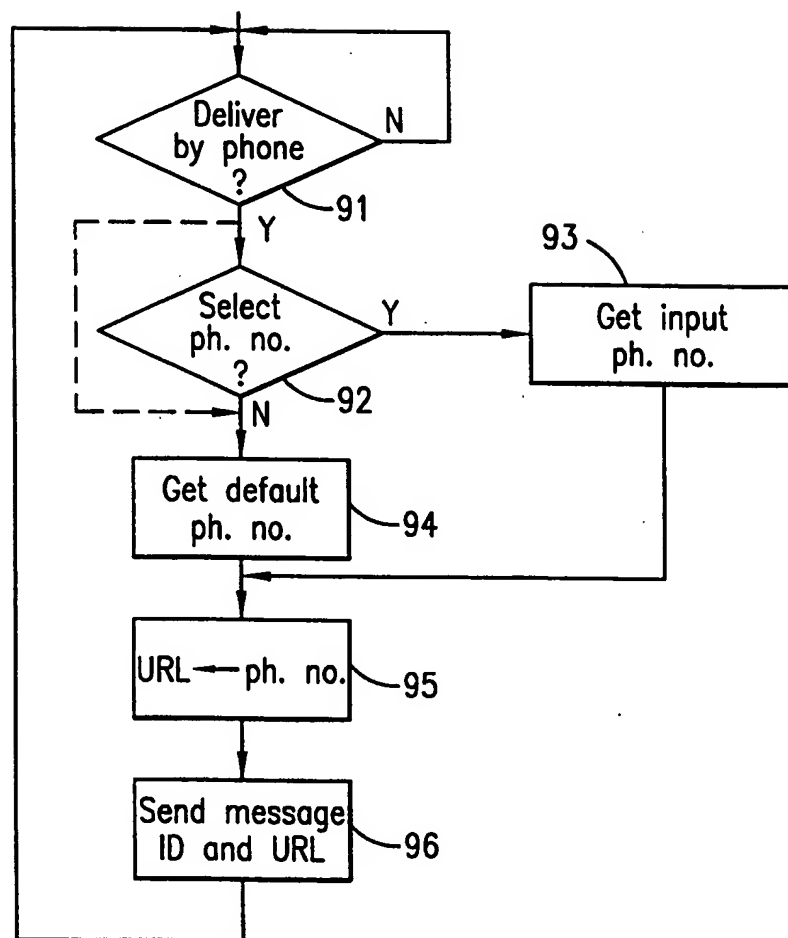 Deliver
by phone
?
N
91
Y
Select
ph. no.
?
Y
92
N
93
Get input
ph. no.
Get default
ph. no.
94
URL ← ph. no.
95
Send message
ID and URL
96